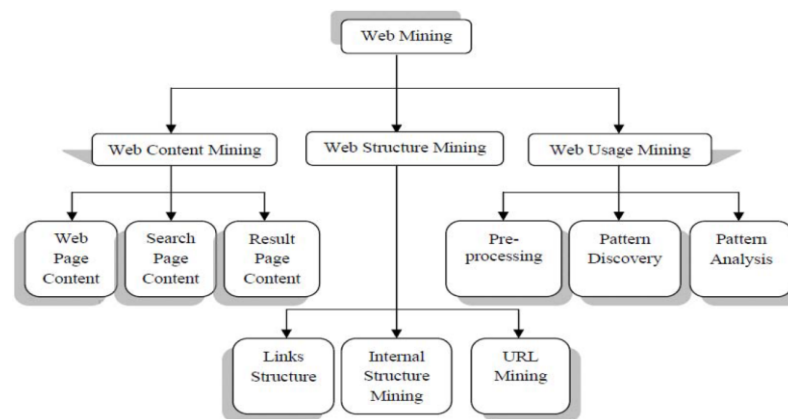 Web Mining
Web Content Mining
Web Structure Mining
Web Usage Mining
Web
Page
Content
Search
Page
Content
Result
Page
Content
Pre-
processing
Pattern
Discovery
Pattern
Analysis
Links
Structure
Internal
Structure
Mining
URL
Mining